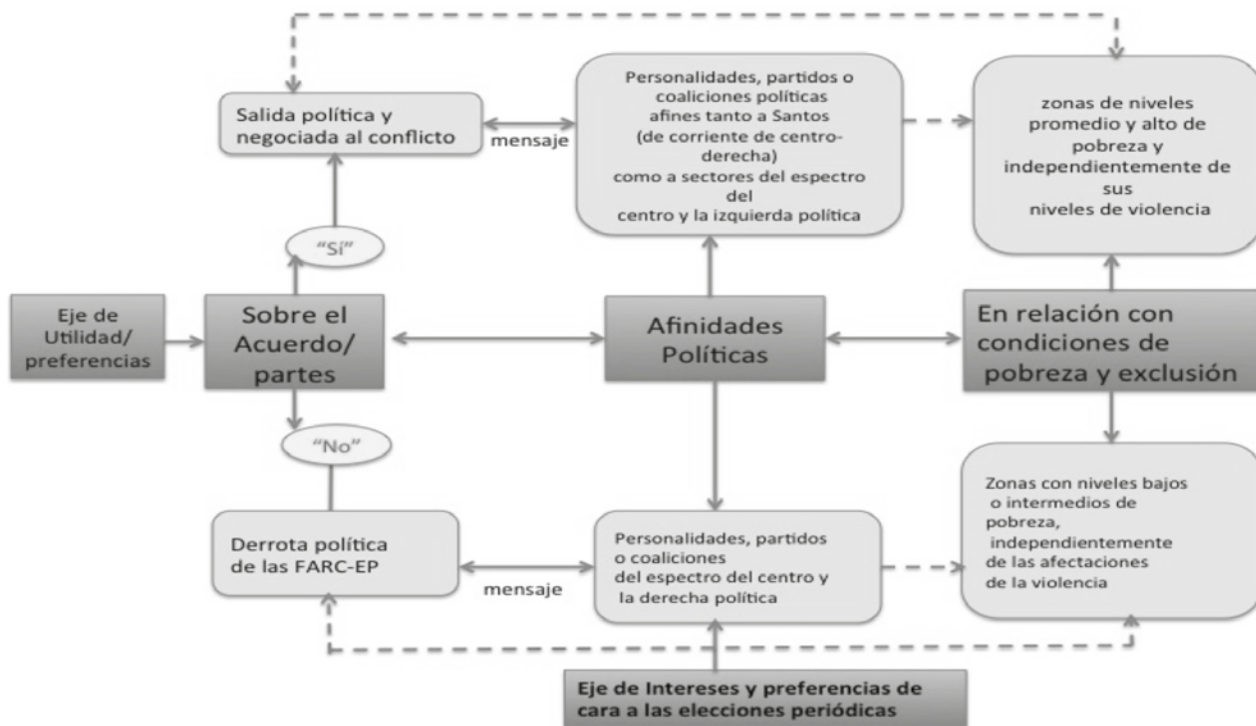 Salida política y
negociada al conflicto
mensaje
Personalidades, partidos o
coaliciones políticas
afines tanto a Santos
(de corriente de centro-
derecha)
como a sectores del espectro
del
centro y la izquierda política
zonas de niveles
promedio y alto de
pobreza y
independientemente de
sus
niveles de violencia
“Sí”
Eje de
Utilidad/
preferencias
Sobre el
Acuerdo/
partes
Afinidades
Políticas
En relación con
condiciones de
pobreza y exclusión
“No”
Derrota política
de las FARC-EP
mensaje
Personalidades, partidos
o coaliciones
del espectro del centro y
la derecha política
Zonas con niveles bajos
o intermedios de
pobreza,
independientemente
de las afectaciones
de la violencia
Eje de Intereses y preferencias de
cara a las elecciones periódicas